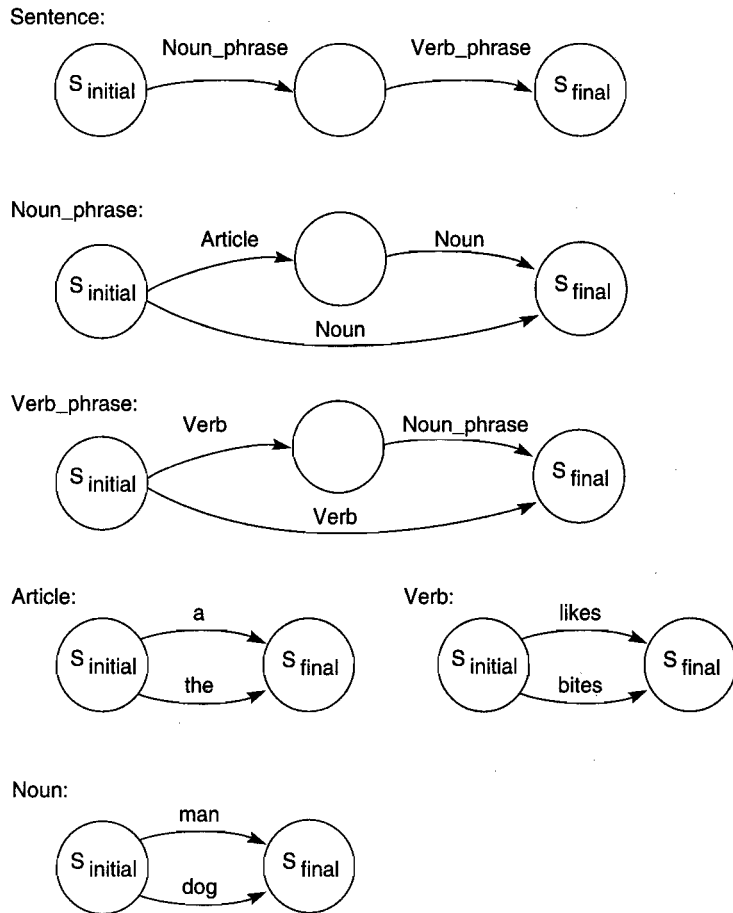 Sentence:
Noun_phrase Verb_phrase
S initial S final
Noun_phrase:
Article Noun
S initial S final
Noun
Verb_phrase:
Verb Noun_phrase
S initial S final
Verb
Article: Verb:
a likes
S initial S final S initial S final
the bites
Noun:
man
S initial S final
dog